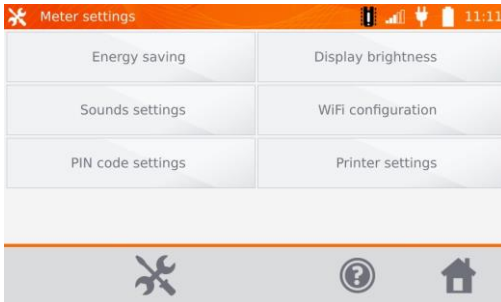 Meter settings 11:11
Energy saving Display brightness
Sounds settings WiFi configuration
PIN code settings Printer settings